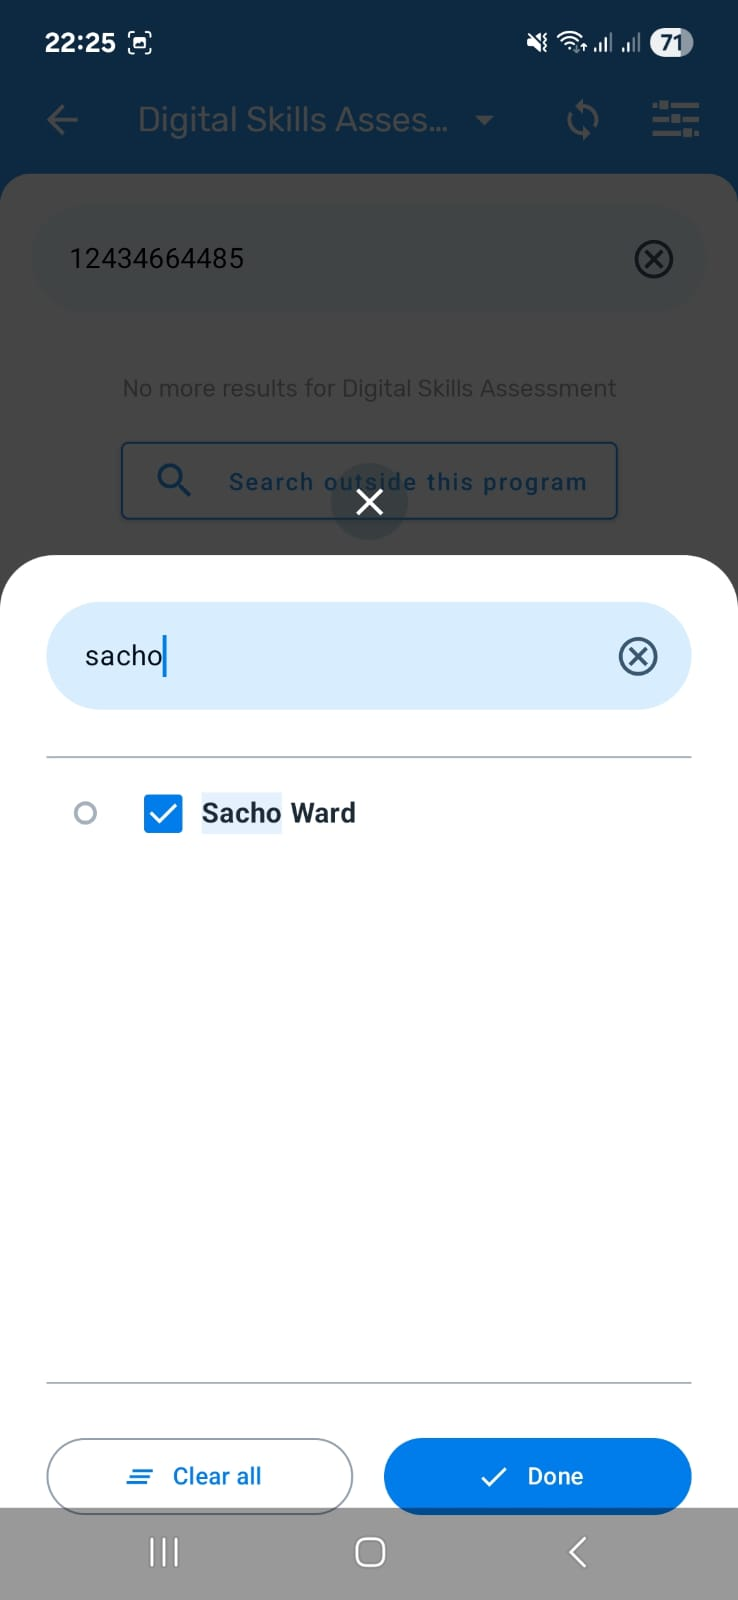 22:25
71
Digital Skills Asses...
12434664485
No more results for Digital Skills Assessment
Search outside this program
sacho
Sacho Ward
Clear all
Done